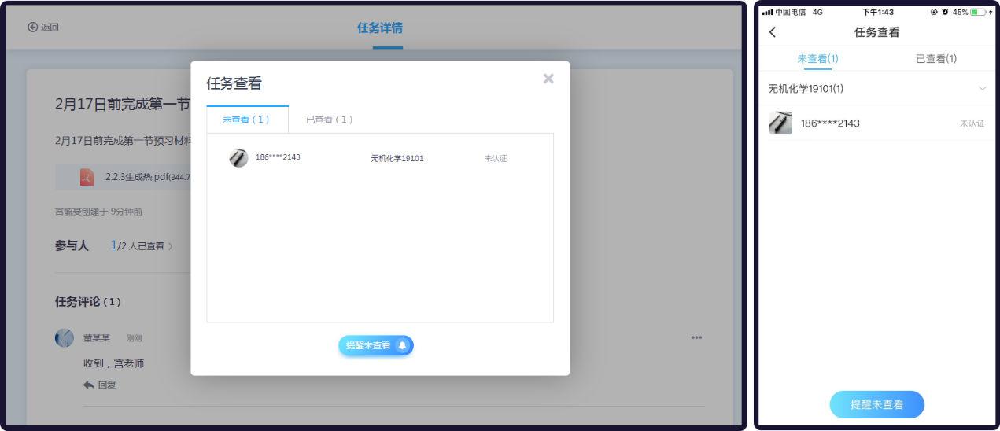 返回
任务详情
2月17日前完成第一节
2月17日前完成第一节预习材料
2.2.3生成热.pdf(344.7
宫毓蔓创建于 9分钟前
参与人 1/2 人已查看
任务评论 ( 1 )
董某某 刚刚
收到，宫老师
回复
任务查看
未查看 ( 1 ) 已查看 ( 1 )
186****2143 无机化学19101 未认证
提醒未查看
中国电信 4G 下午1:43 45%
任务查看
未查看(1) 已查看(1)
无机化学19101(1)
186****2143 未认证
提醒未查看